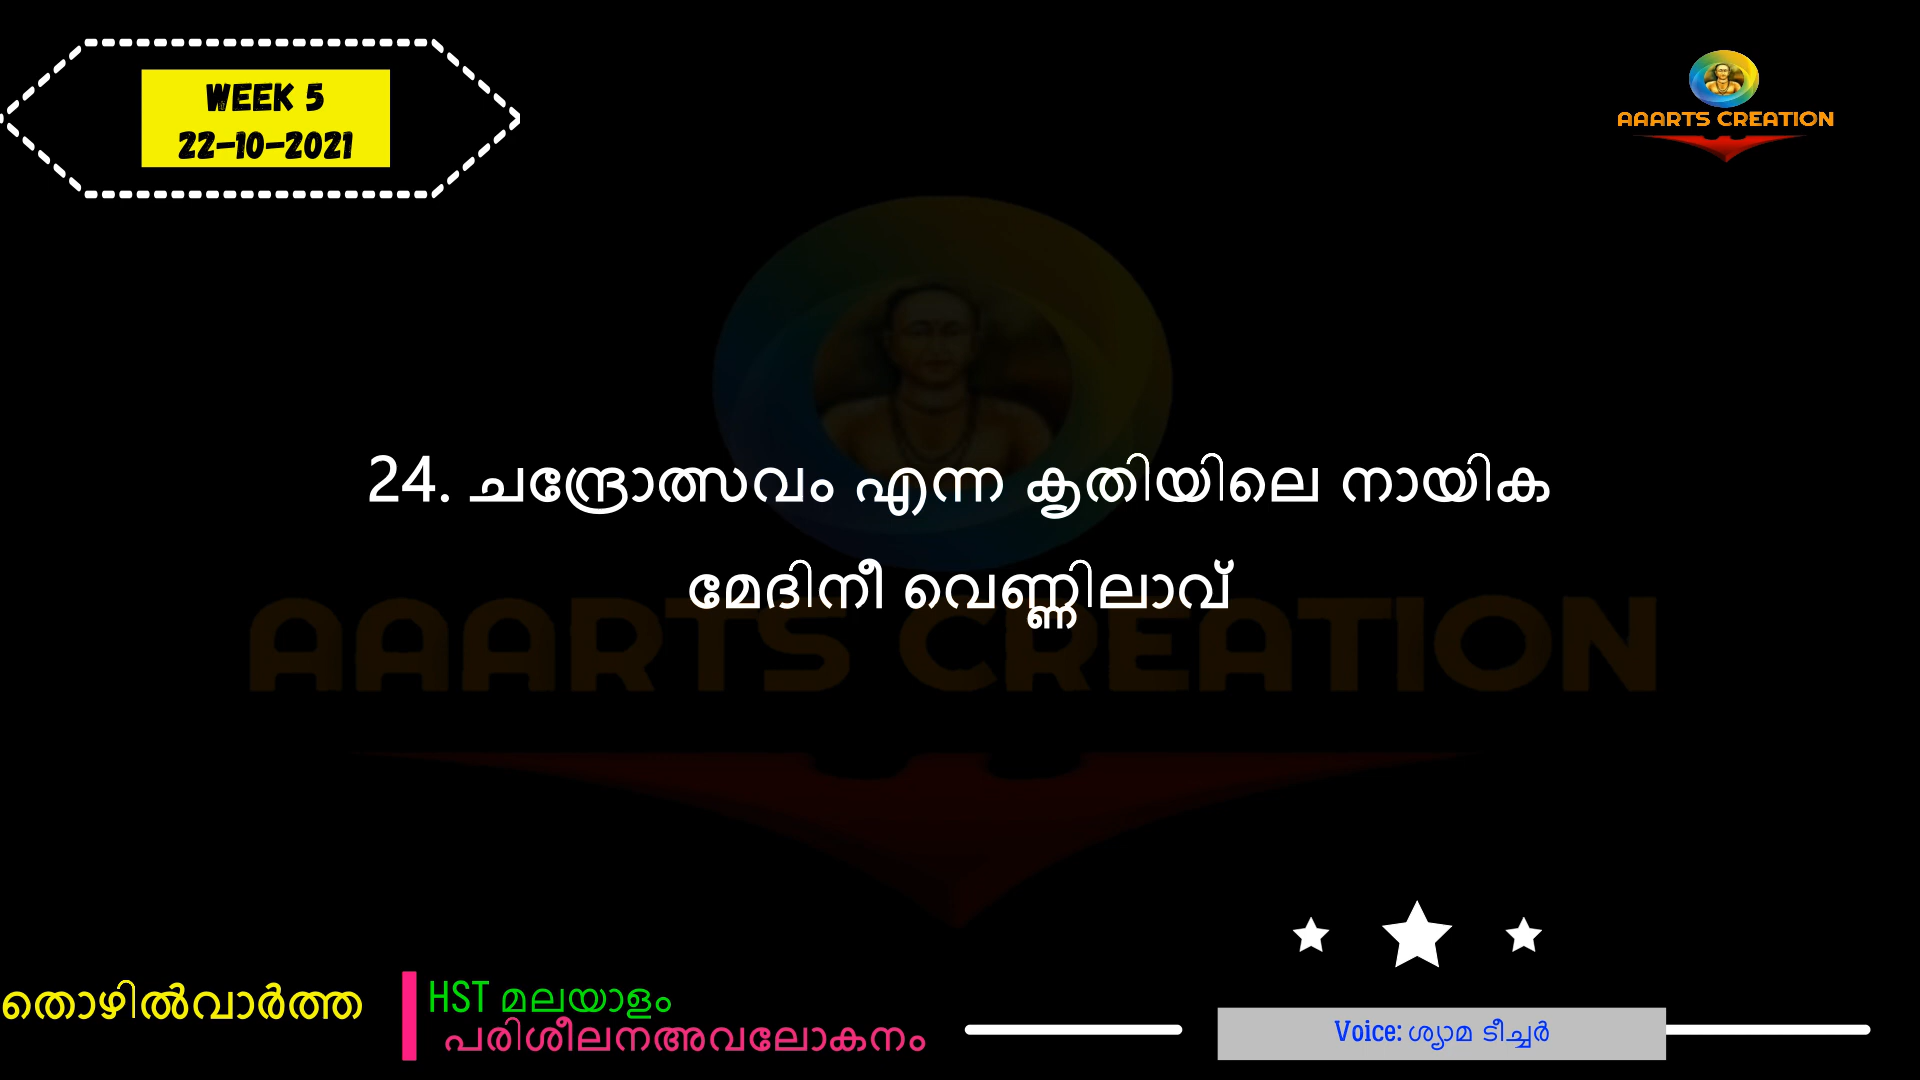 WEEK 5
22-10-2021
AAARTS CREATION
24. ചന്ദ്രോത്സവം എന്ന കൃതിയിലെ നായിക
മേദിനീ വെണ്ണിലാവ്
AAARTS CREATION
തൊഴിൽവാർത്ത
HST മലയാളം
പരിശീലനഅവലോകനം
Voice: ശ്യാമ ടീച്ചർ